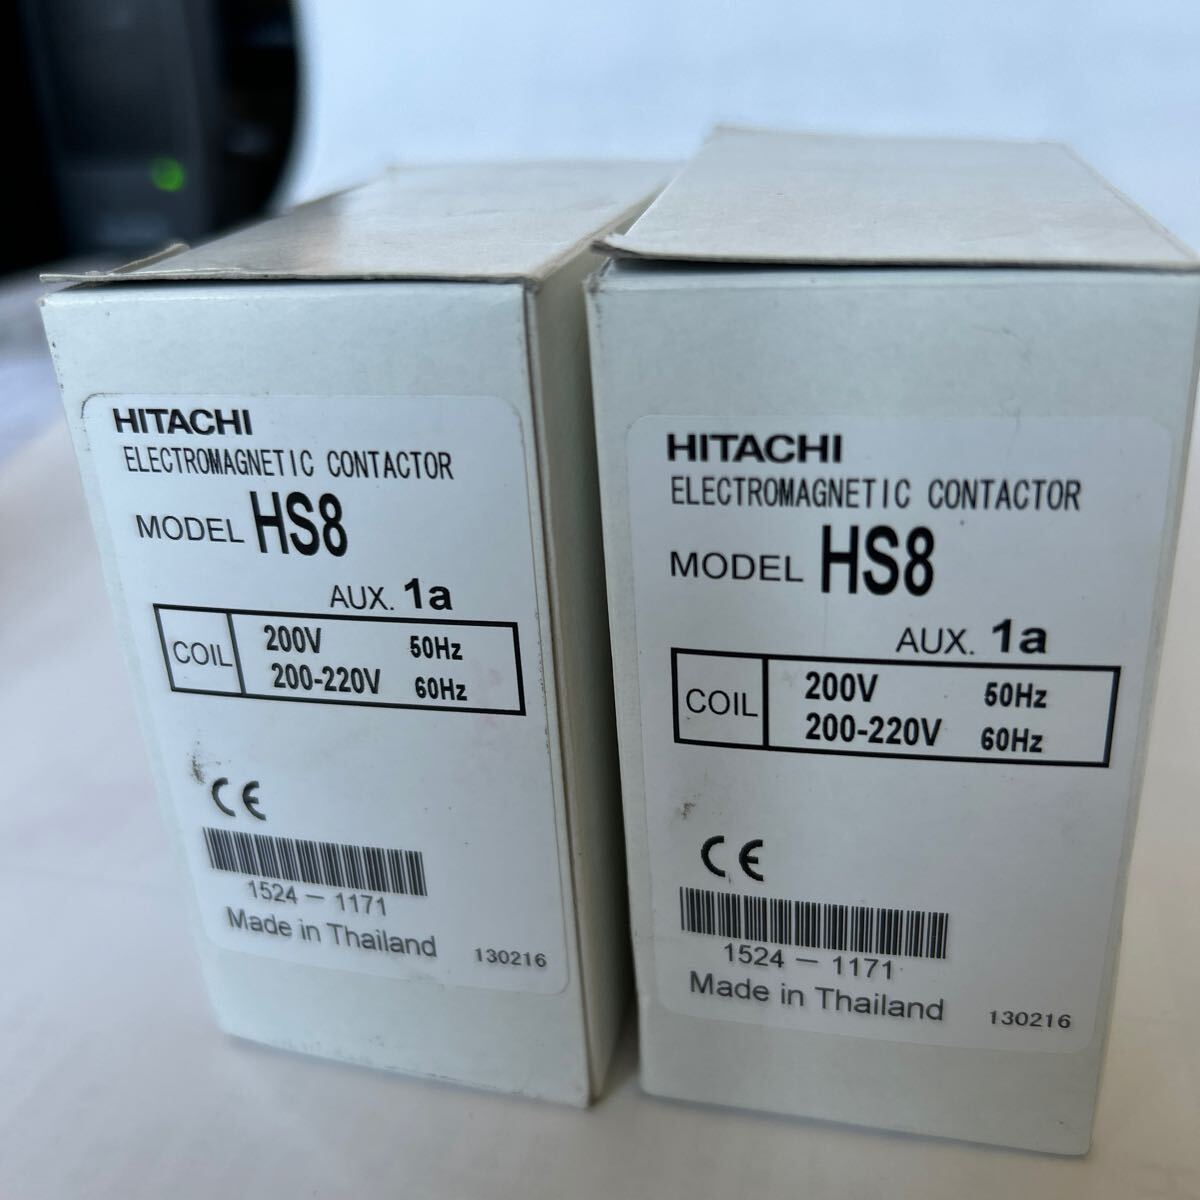 HITACHI
ELECTROMAGNETIC CONTACTOR
MODEL HS8
AUX. 1a
COIL 200V 50Hz
200-220V 60Hz
CE
1524-1171
Made in Thailand 130216
HITACHI
ELECTROMAGNETIC CONTACTOR
MODEL HS8
AUX. 1a
COIL 200V 50Hz
200-220V 60Hz
CE
1524-1171
Made in Thailand 130216